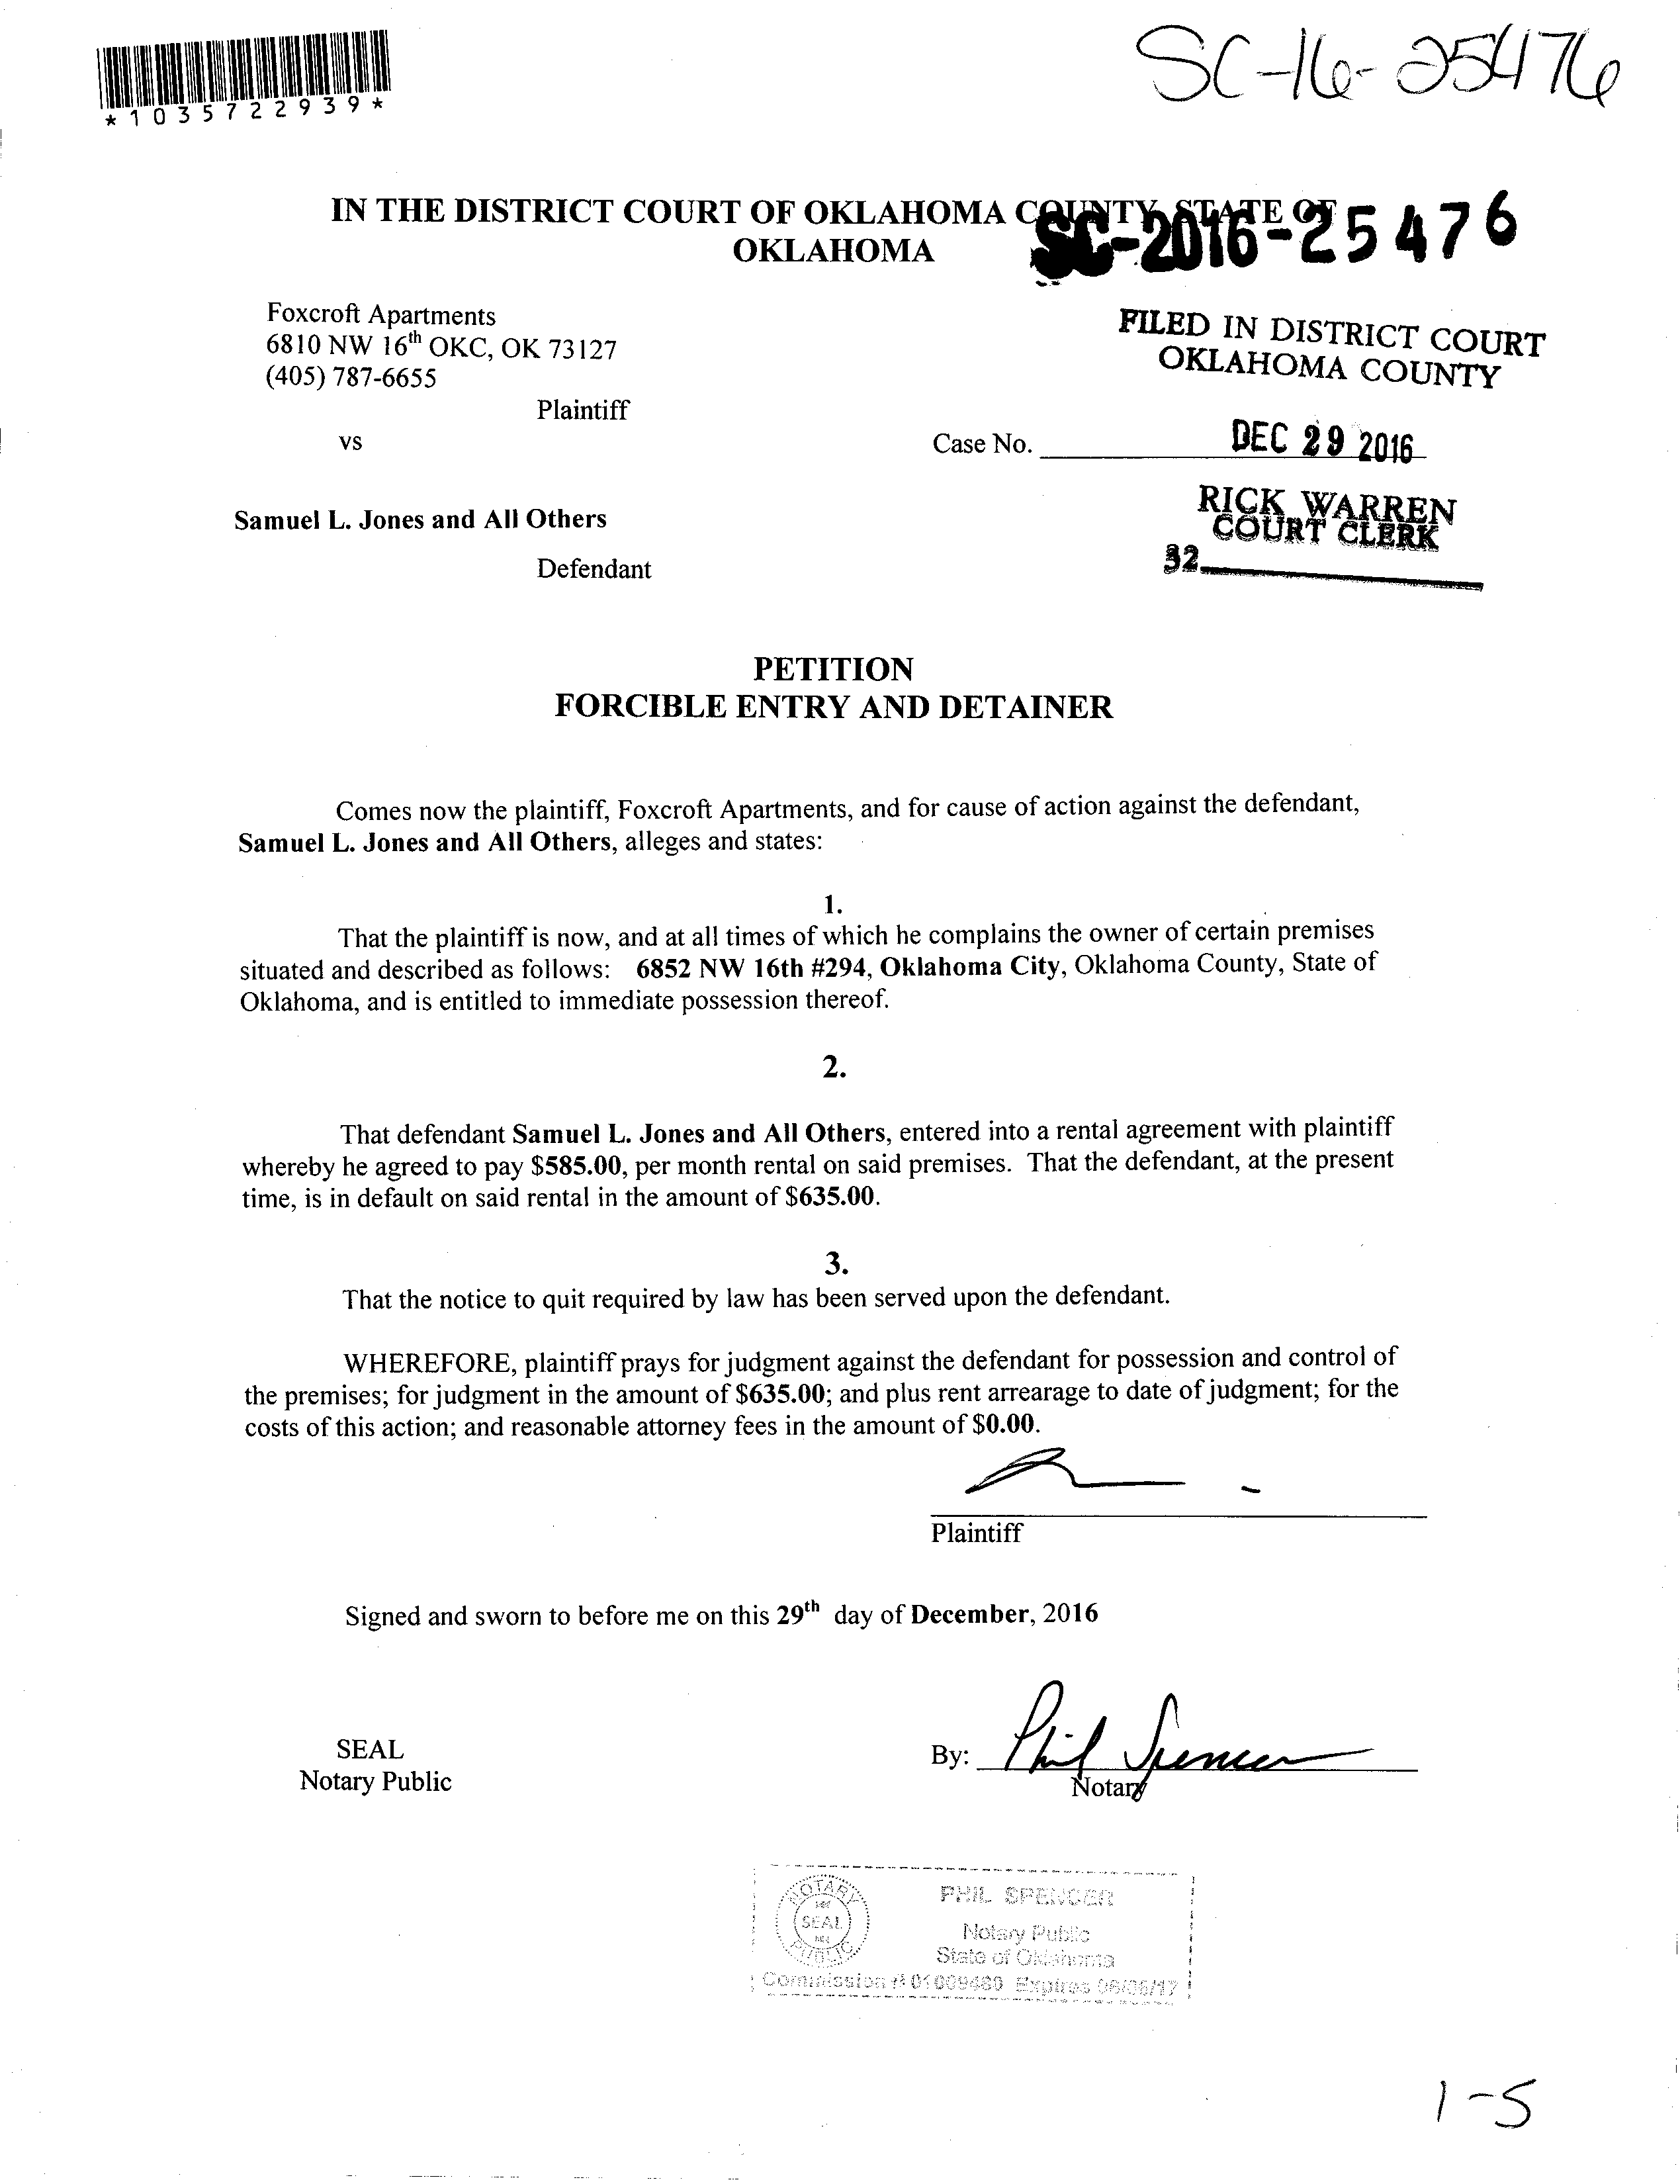 SC-16-25476
*1035722939*
IN THE DISTRICT COURT OF OKLAHOMA COUNTY, STATE OF
OKLAHOMA
SC-2016-25476
Foxcroft Apartments
6810 NW 16th OKC, OK 73127
(405) 787-6655
Plaintiff
vs
FILED IN DISTRICT COURT
OKLAHOMA COUNTY
Case No.
DEC 29 2016
Samuel L. Jones and All Others
Defendant
RICK WARREN
COURT CLERK
32
PETITION
FORCIBLE ENTRY AND DETAINER
Comes now the plaintiff, Foxcroft Apartments, and for cause of action against the defendant,
Samuel L. Jones and All Others, alleges and states:
1.
That the plaintiff is now, and at all times of which he complains the owner of certain premises
situated and described as follows: 6852 NW 16th #294, Oklahoma City, Oklahoma County, State of
Oklahoma, and is entitled to immediate possession thereof.
2.
That defendant Samuel L. Jones and All Others, entered into a rental agreement with plaintiff
whereby he agreed to pay $585.00, per month rental on said premises. That the defendant, at the present
time, is in default on said rental in the amount of $635.00.
3.
That the notice to quit required by law has been served upon the defendant.
WHEREFORE, plaintiff prays for judgment against the defendant for possession and control of
the premises; for judgment in the amount of $635.00; and plus rent arrearage to date of judgment; for the
costs of this action; and reasonable attorney fees in the amount of $0.00.
Plaintiff
Signed and sworn to before me on this 29th day of December, 2016
SEAL
Notary Public
By: Phil Spencer
Notary
NOTARY
SEAL
PUBLIC
PHIL SPENCER
Notary Public
State of Oklahoma
Commission # 01009480 Expires 06/06/17
1-5